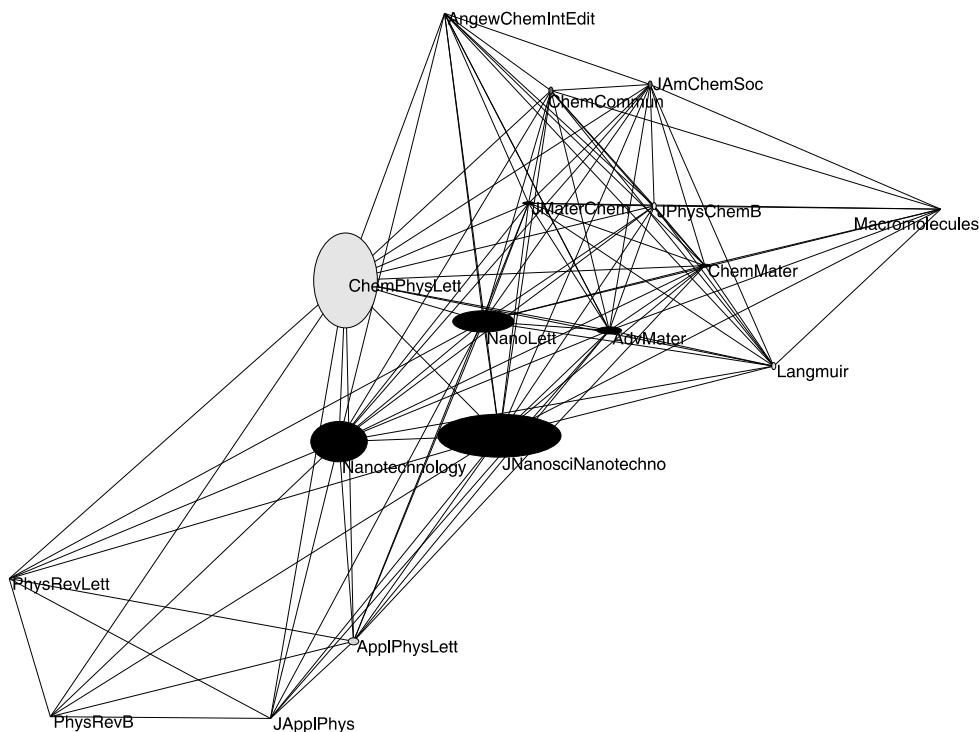 AngewChemIntEdit
JAmChemSoc
ChemCommun
JMaterChem
JPhysChemB
Macromolecules
ChemMater
ChemPhysLett
NanoLett
AdvMater
Langmuir
Nanotechnology
JNanosciNanotechno
PhysRevLett
ApplPhysLett
PhysRevB
JApplPhys